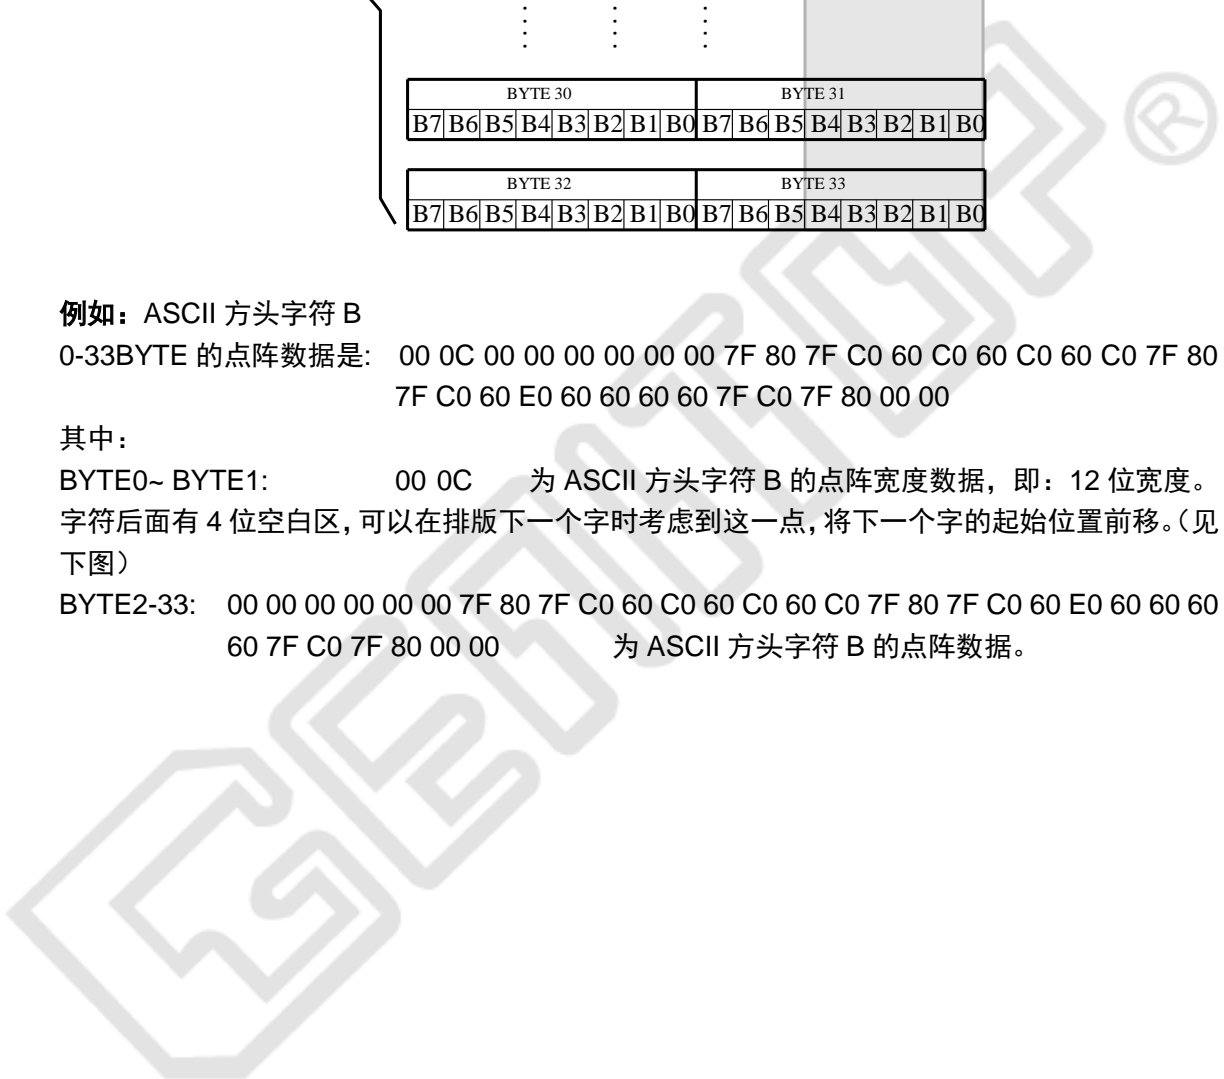 BYTE 30 BYTE 31
B7 B6 B5 B4 B3 B2 B1 B0 B7 B6 B5 B4 B3 B2 B1 B0
BYTE 32 BYTE 33
B7 B6 B5 B4 B3 B2 B1 B0 B7 B6 B5 B4 B3 B2 B1 B0
例如：ASCII 方头字符 B
0-33BYTE 的点阵数据是: 00 0C 00 00 00 00 00 00 7F 80 7F C0 60 C0 60 C0 60 C0 7F 80
7F C0 60 E0 60 60 60 60 7F C0 7F 80 00 00
其中：
BYTE0~ BYTE1: 00 0C 为 ASCII 方头字符 B 的点阵宽度数据，即：12 位宽度。
字符后面有 4 位空白区，可以在排版下一个字时考虑到这一点，将下一个字的起始位置前移。（见
下图）
BYTE2-33: 00 00 00 00 00 00 7F 80 7F C0 60 C0 60 C0 60 C0 7F 80 7F C0 60 E0 60 60 60
60 7F C0 7F 80 00 00 为 ASCII 方头字符 B 的点阵数据。
GENITOP ®